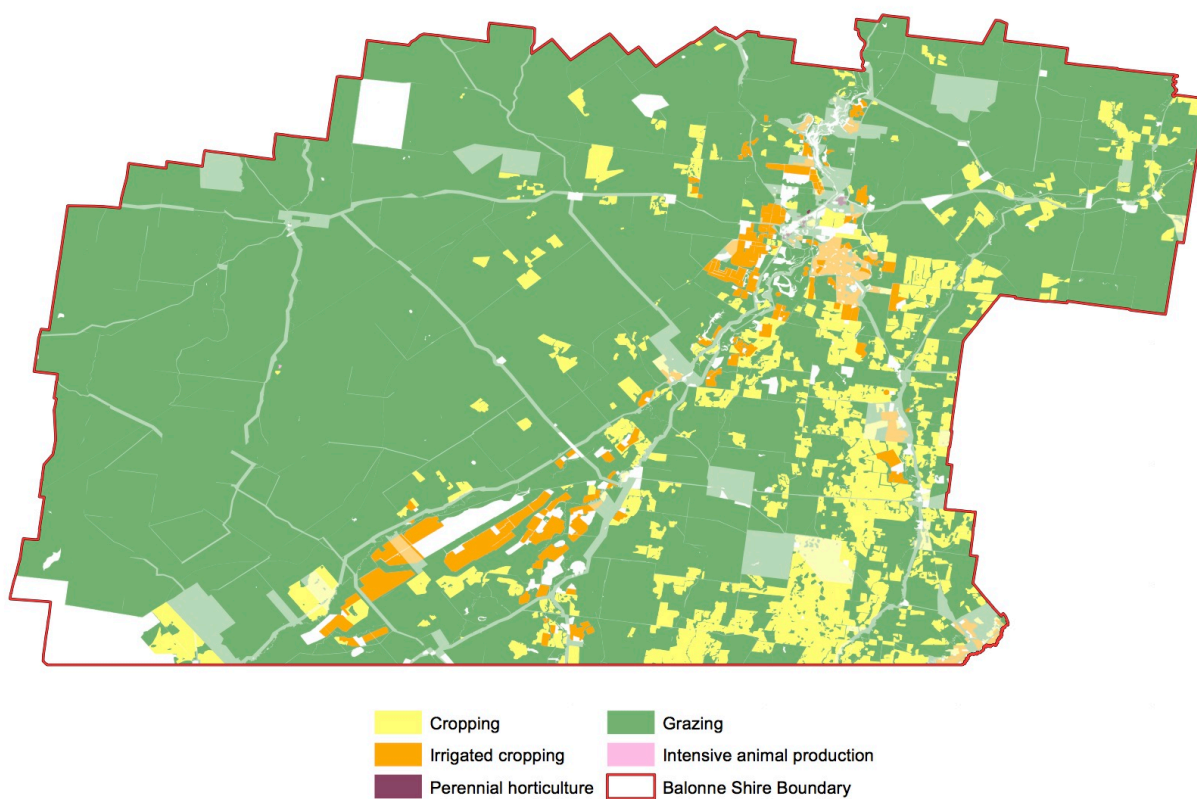 Cropping
Grazing
Irrigated cropping
Intensive animal production
Perennial horticulture
Balonne Shire Boundary